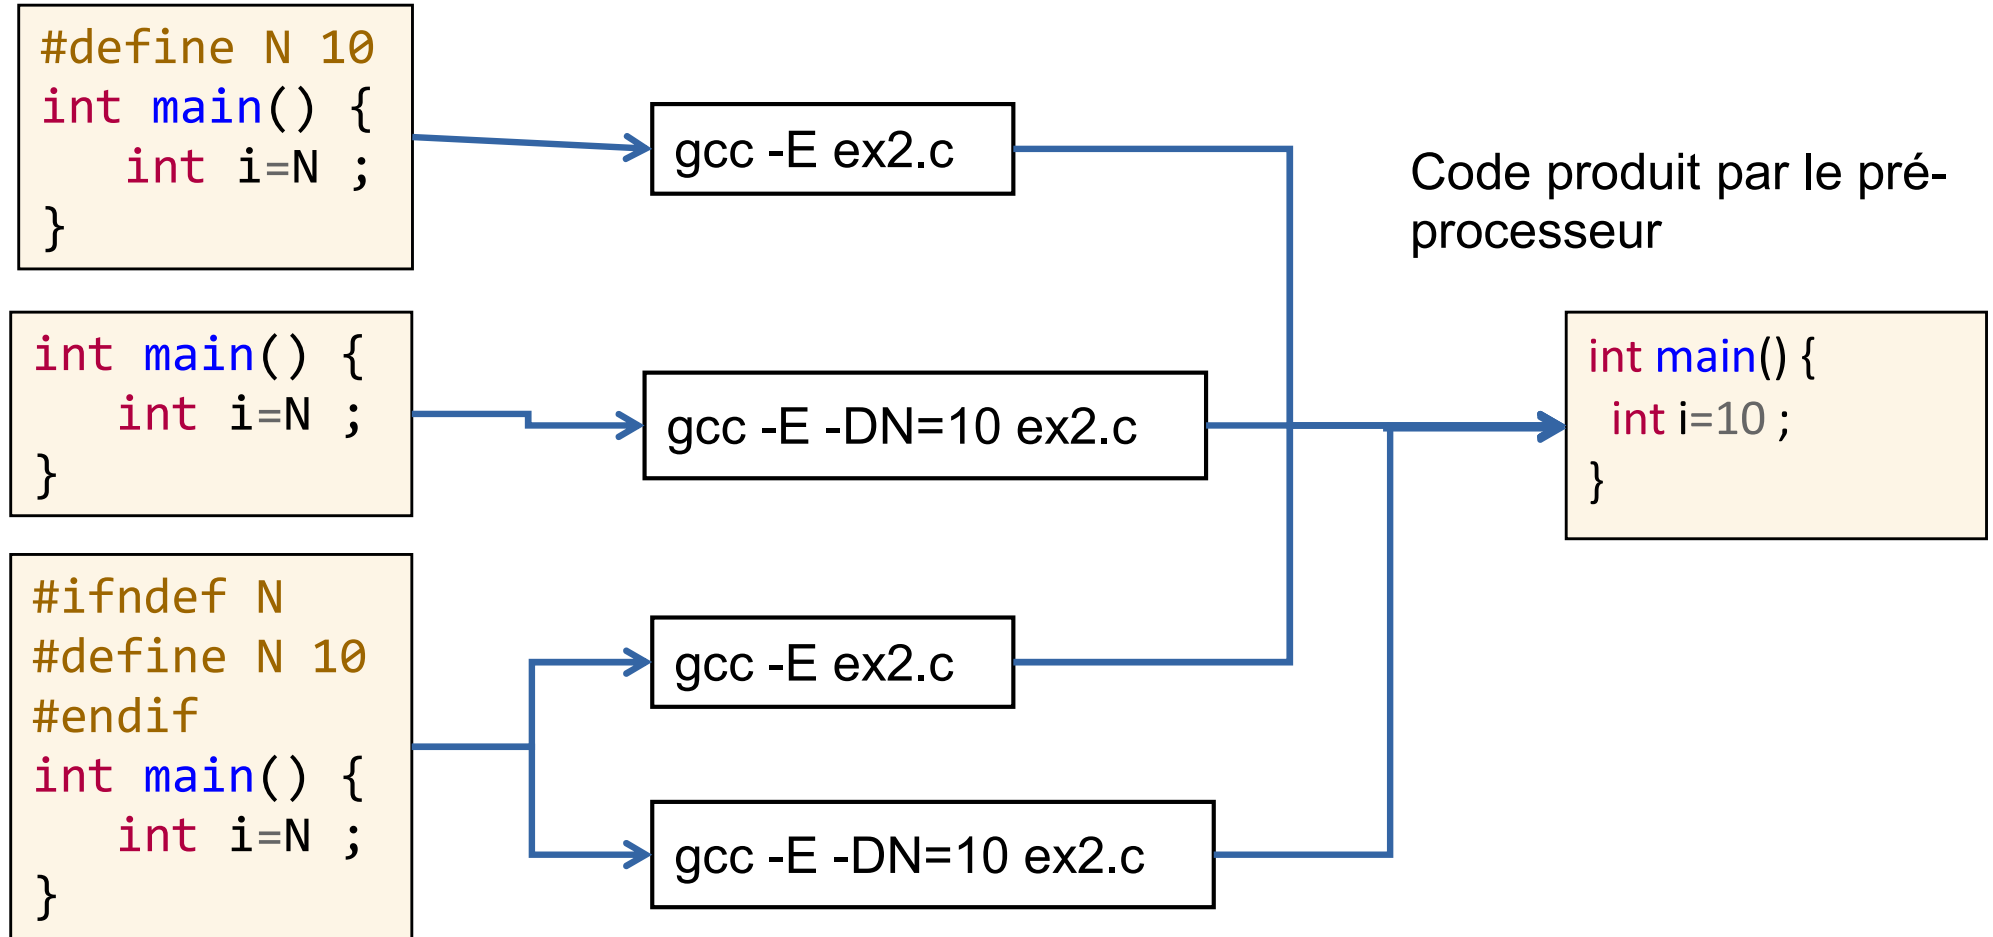 #define N 10
int main() {
   int i=N ;
}
gcc -E ex2.c
Code produit par le pré-
processeur
int main() {
   int i=N ;
}
gcc -E -DN=10 ex2.c
int main() {
  int i=10 ;
}
#ifndef N
#define N 10
#endif
int main() {
   int i=N ;
}
gcc -E ex2.c
gcc -E -DN=10 ex2.c